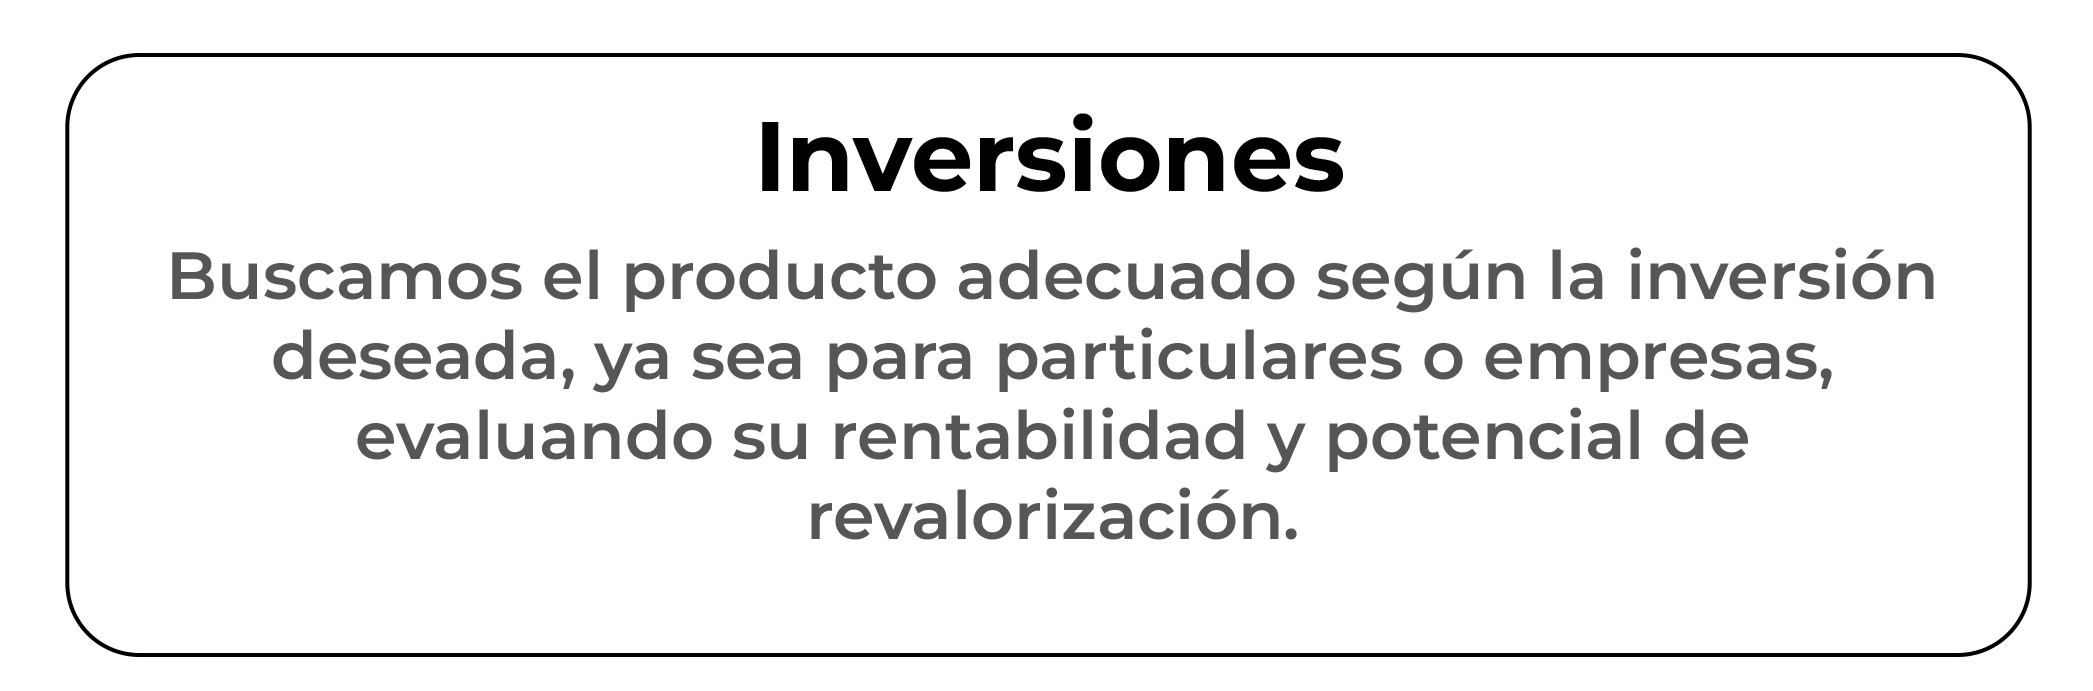 Inversiones
Buscamos el producto adecuado según la inversión
deseada, ya sea para particulares o empresas,
evaluando su rentabilidad y potencial de
revalorización.